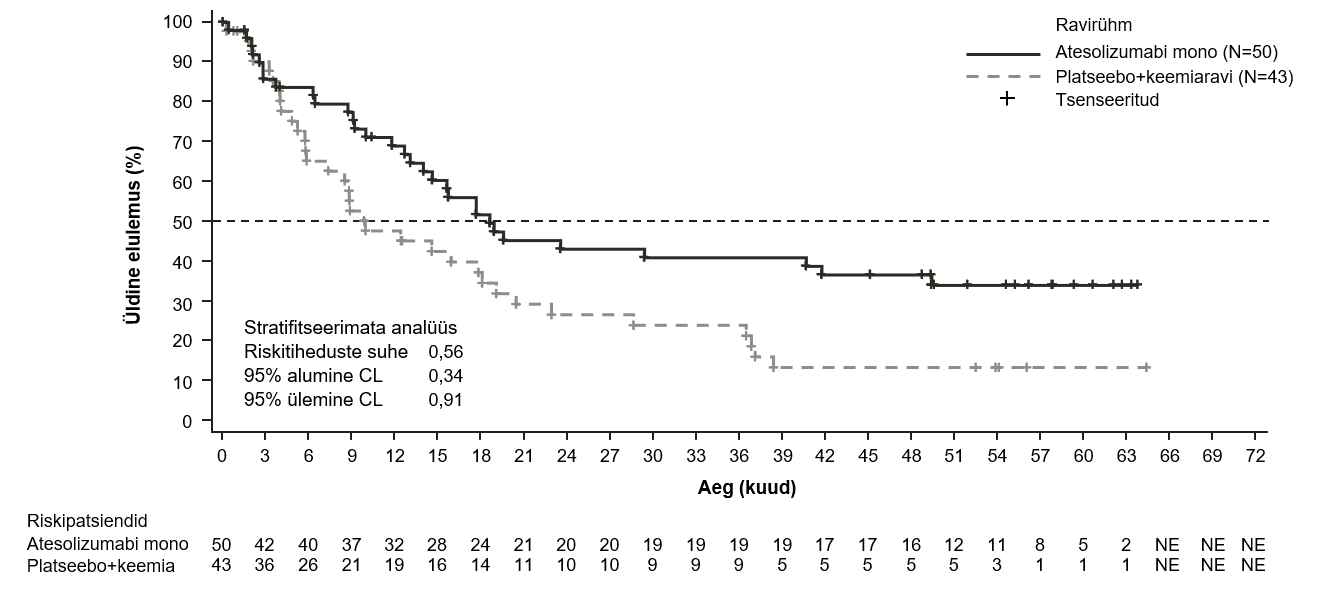 Ravirühm
Atesolizumabi mono (N=50)
Platseebo+keemiaravi (N=43)
Tsenseeritud
Üldine elulemus (%)
100
90
80
70
60
50
40
30
20
10
0
Stratifitseerimata analüüs
Riskitiheduste suhe 0,56
95% alumine CL 0,34
95% ülemine CL 0,91
0 3 6 9 12 15 18 21 24 27 30 33 36 39 42 45 48 51 54 57 60 63 66 69 72
Aeg (kuud)
Riskipatsiendid
Atesolizumabi mono 50 42 40 37 32 28 24 21 20 20 19 19 19 19 17 17 16 12 11 8 5 2 NE NE NE
Platseebo+keemia 43 36 26 21 19 16 14 11 10 10 9 9 9 5 5 5 5 5 3 1 1 1 NE NE NE